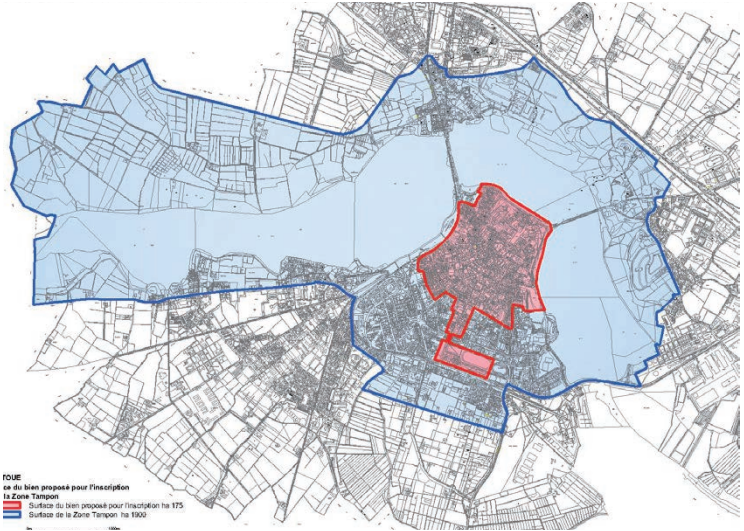 TOUE
ce du bien proposé pour l'inscription
la Zone Tampon
Surface du bien proposé pour l'inscription ha 175
Surface de la Zone Tampon ha 1900